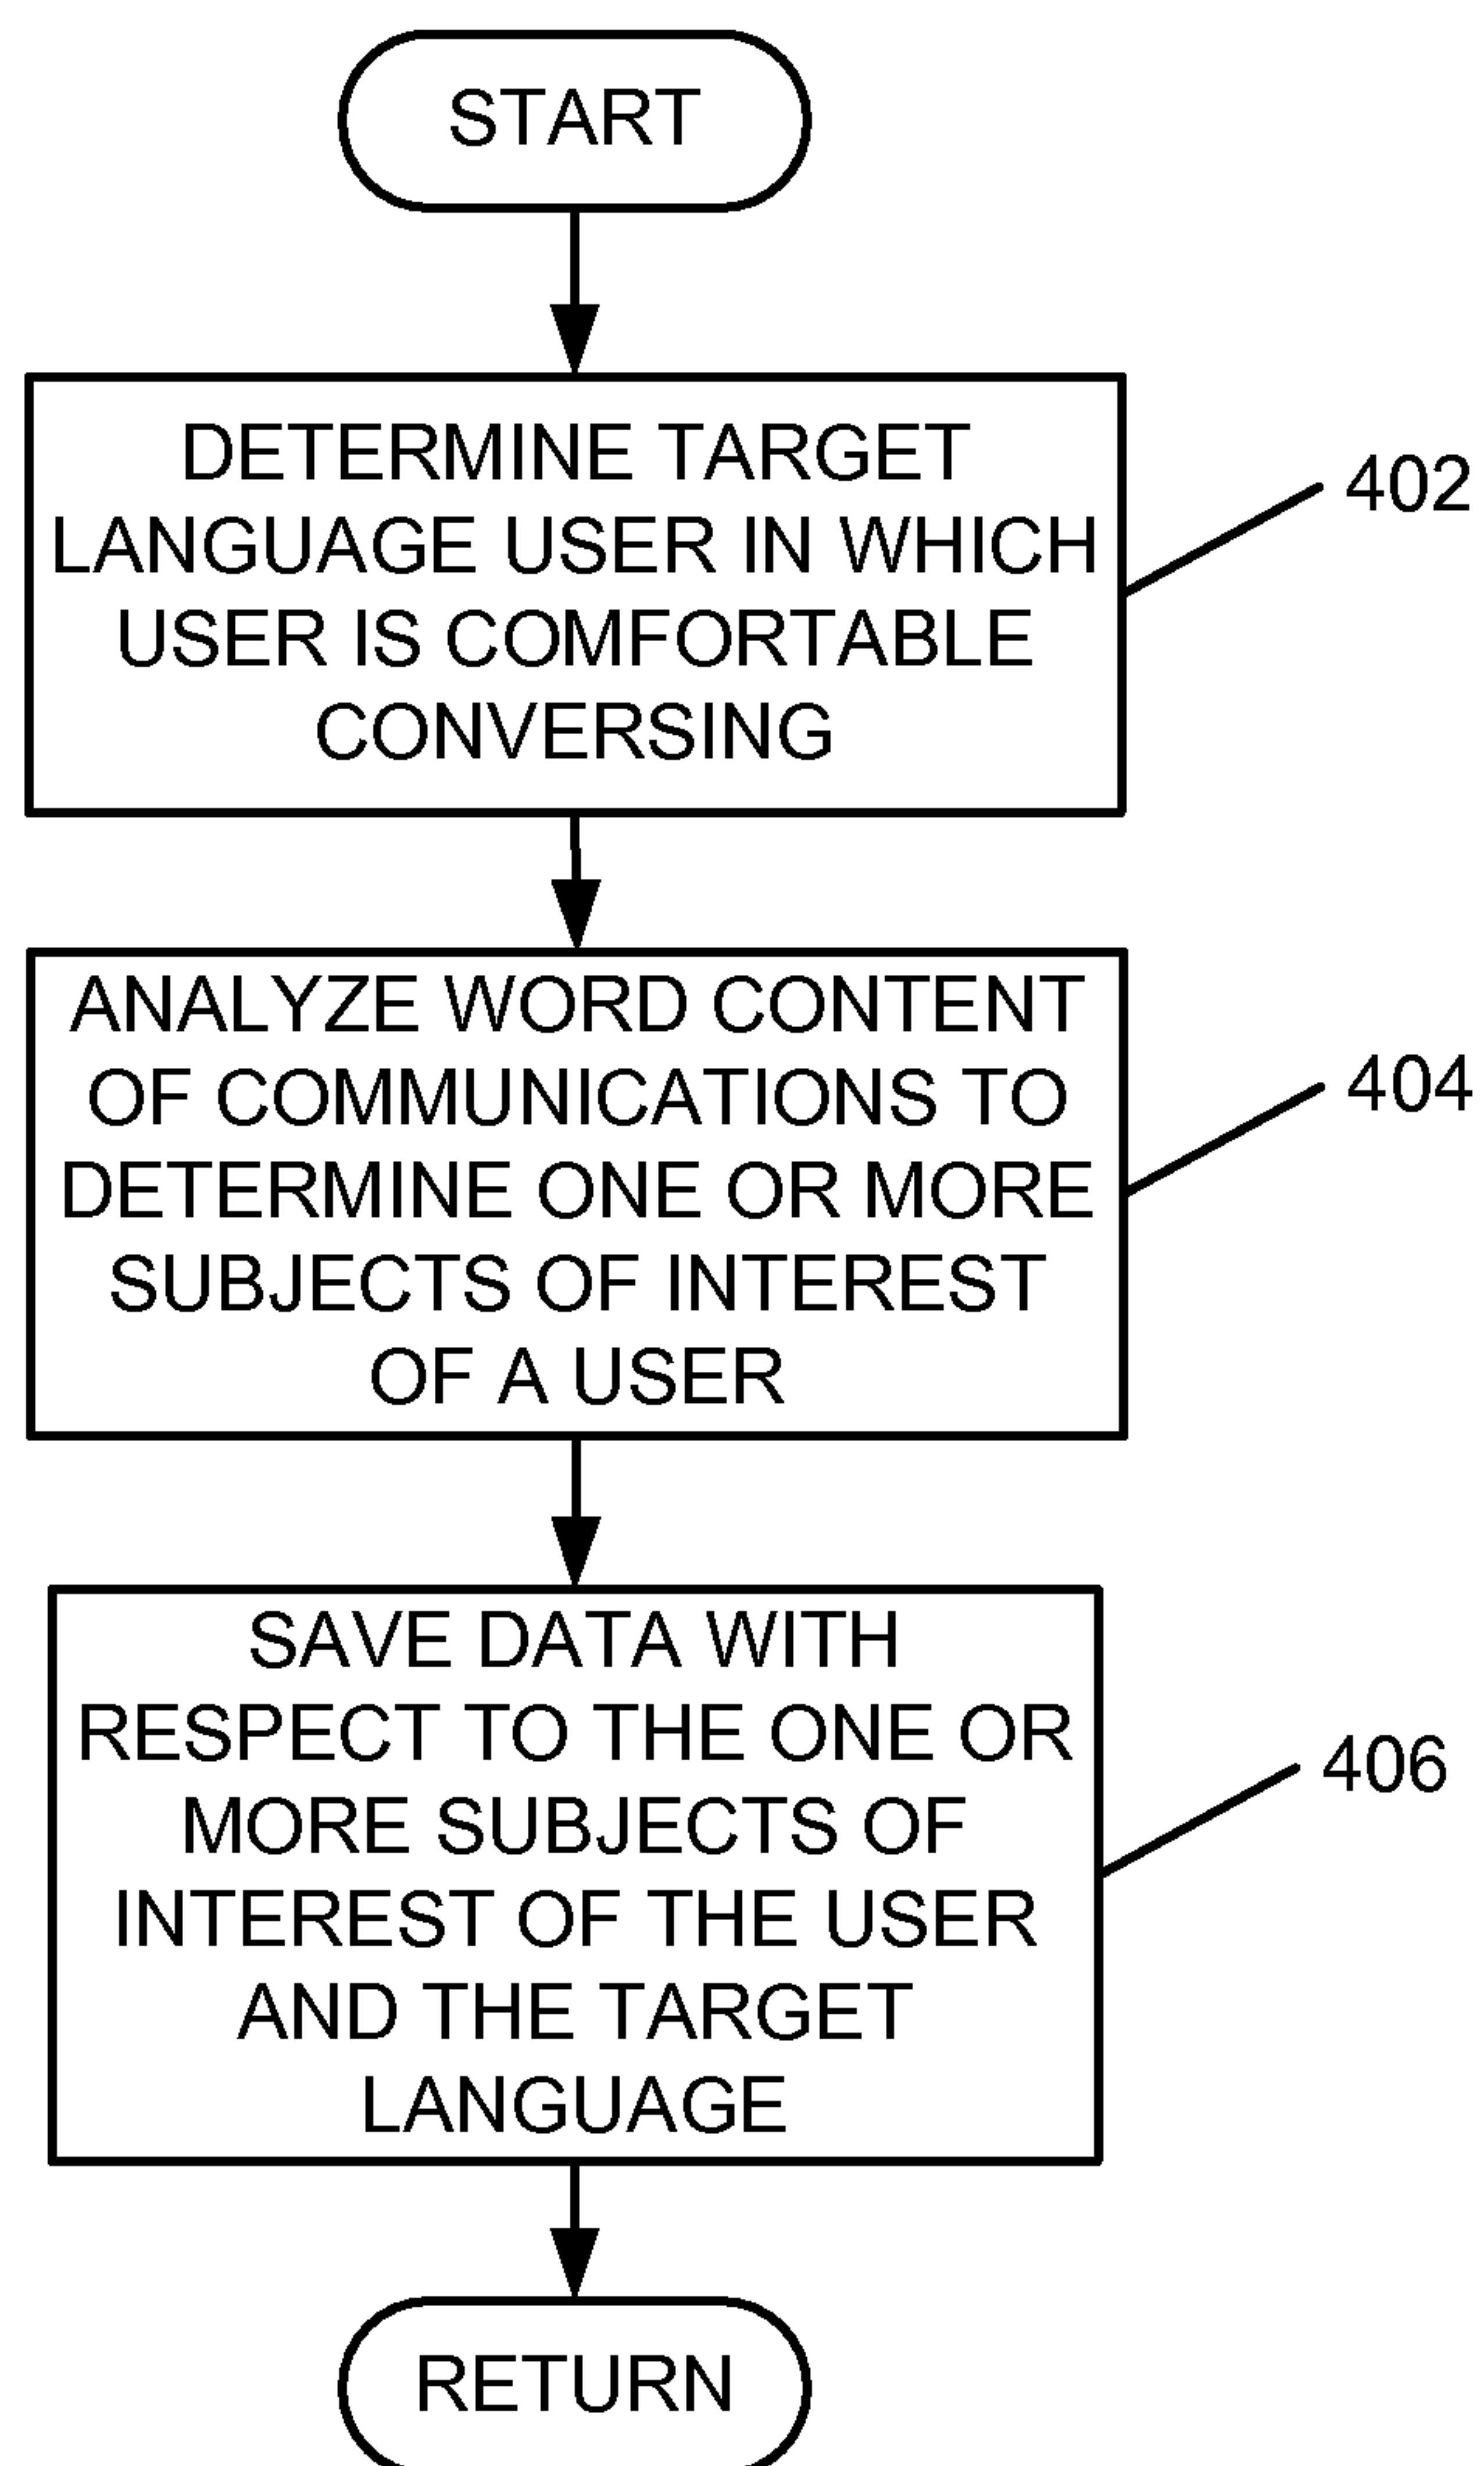 START
DETERMINE TARGET
LANGUAGE USER IN WHICH
USER IS COMFORTABLE
CONVERSING
402
ANALYZE WORD CONTENT
OF COMMUNICATIONS TO
DETERMINE ONE OR MORE
SUBJECTS OF INTEREST
OF A USER
404
SAVE DATA WITH
RESPECT TO THE ONE OR
MORE SUBJECTS OF
INTEREST OF THE USER
AND THE TARGET
LANGUAGE
406
RETURN